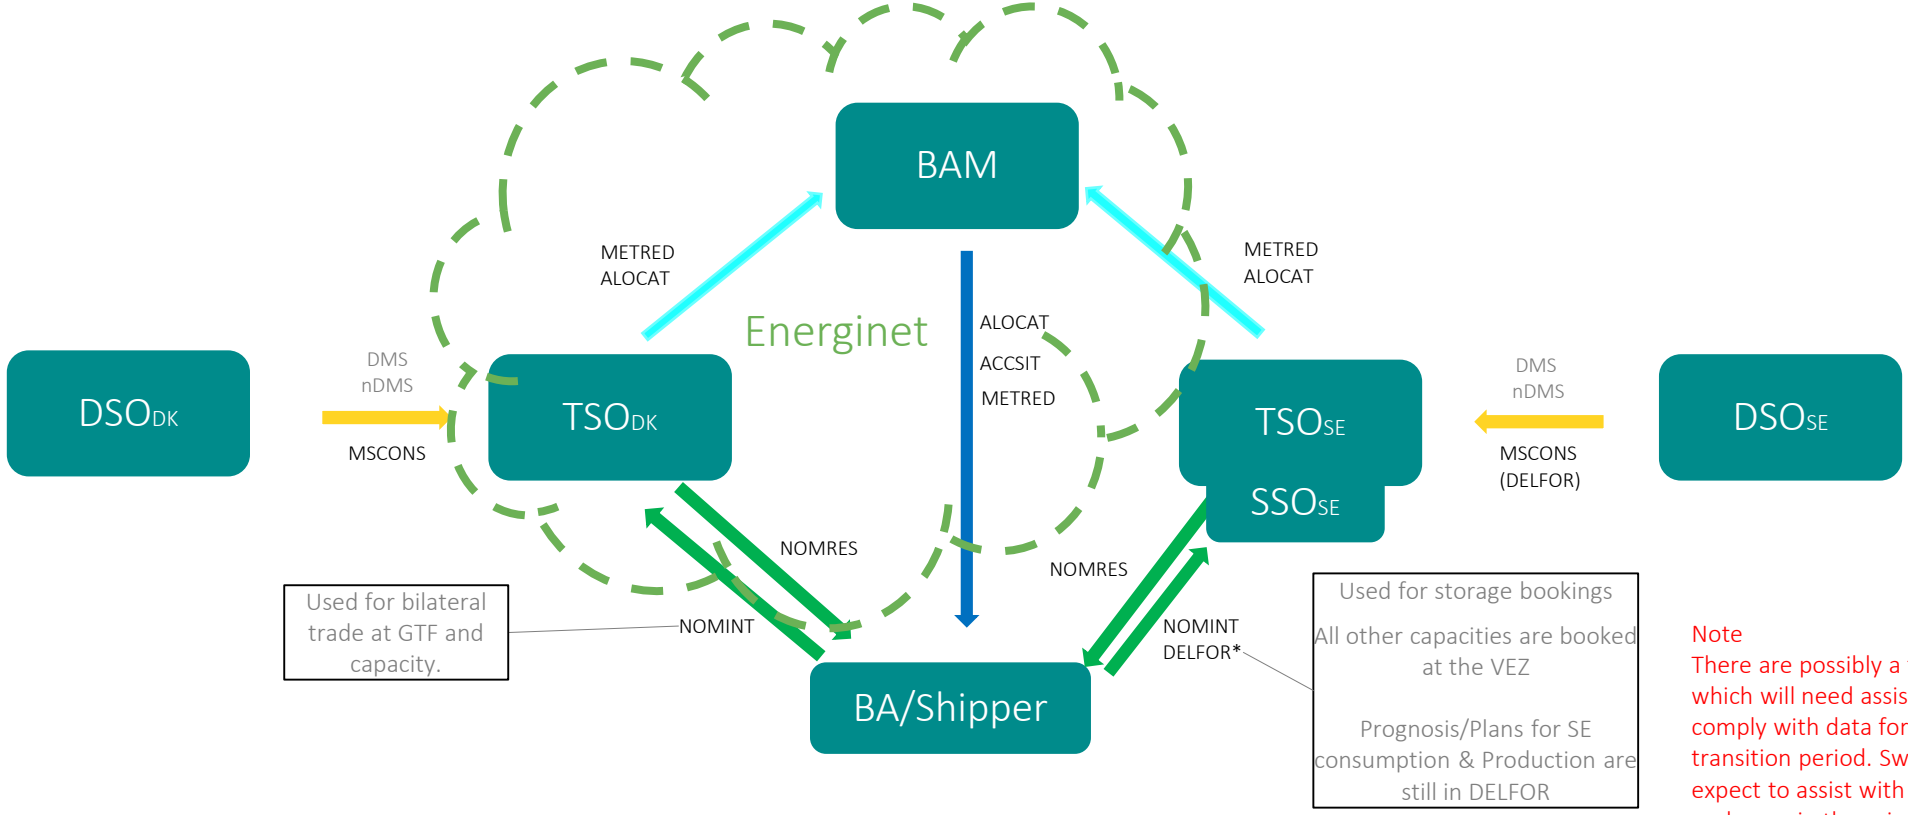 BAM
METRED
ALOCAT
METRED
ALOCAT
Energinet
ALOCAT
ACCSIT
METRED
DSODK
DMS
nDMS
MSCONS
TSODK
TSOSE
SSOSE
DMS
nDMS
MSCONS
(DELFOR)
DSOSE
NOMRES
NOMINT
NOMRES
NOMINT
DELFOR*
Used for bilateral
trade at GTF and
capacity.
BA/Shipper
Used for storage bookings
All other capacities are booked
at the VEZ
Prognosis/Plans for SE
consumption & Production are
still in DELFOR
Note
There are possibly a
which will need assis
comply with data for
transition period. Sw
expect to assist with